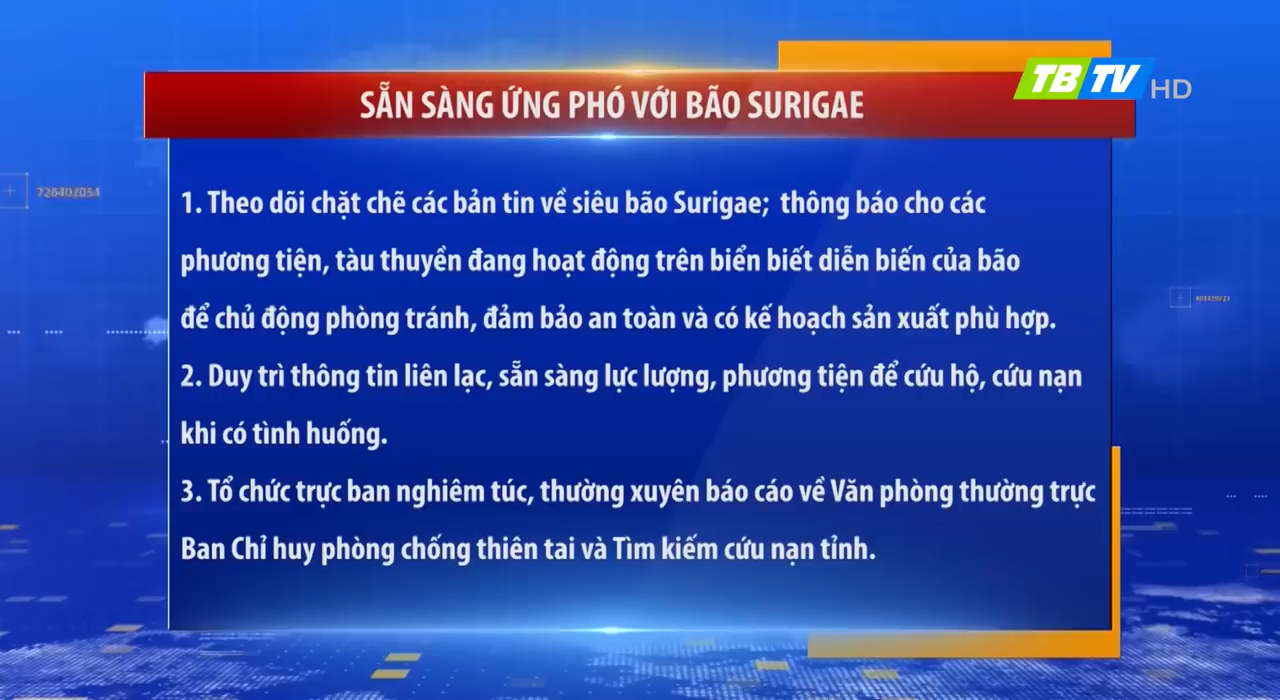 TBTV HD
SẴN SÀNG ỨNG PHÓ VỚI BÃO SURIGAE
726402054
1. Theo dõi chặt chẽ các bản tin về siêu bão Surigae; thông báo cho các
phương tiện, tàu thuyền đang hoạt động trên biển biết diễn biến của bão
để chủ động phòng tránh, đảm bảo an toàn và có kế hoạch sản xuất phù hợp.
2. Duy trì thông tin liên lạc, sẵn sàng lực lượng, phương tiện để cứu hộ, cứu nạn
khi có tình huống.
3. Tổ chức trực ban nghiêm túc, thường xuyên báo cáo về Văn phòng thường trực
Ban Chỉ huy phòng chống thiên tai và Tìm kiếm cứu nạn tỉnh.